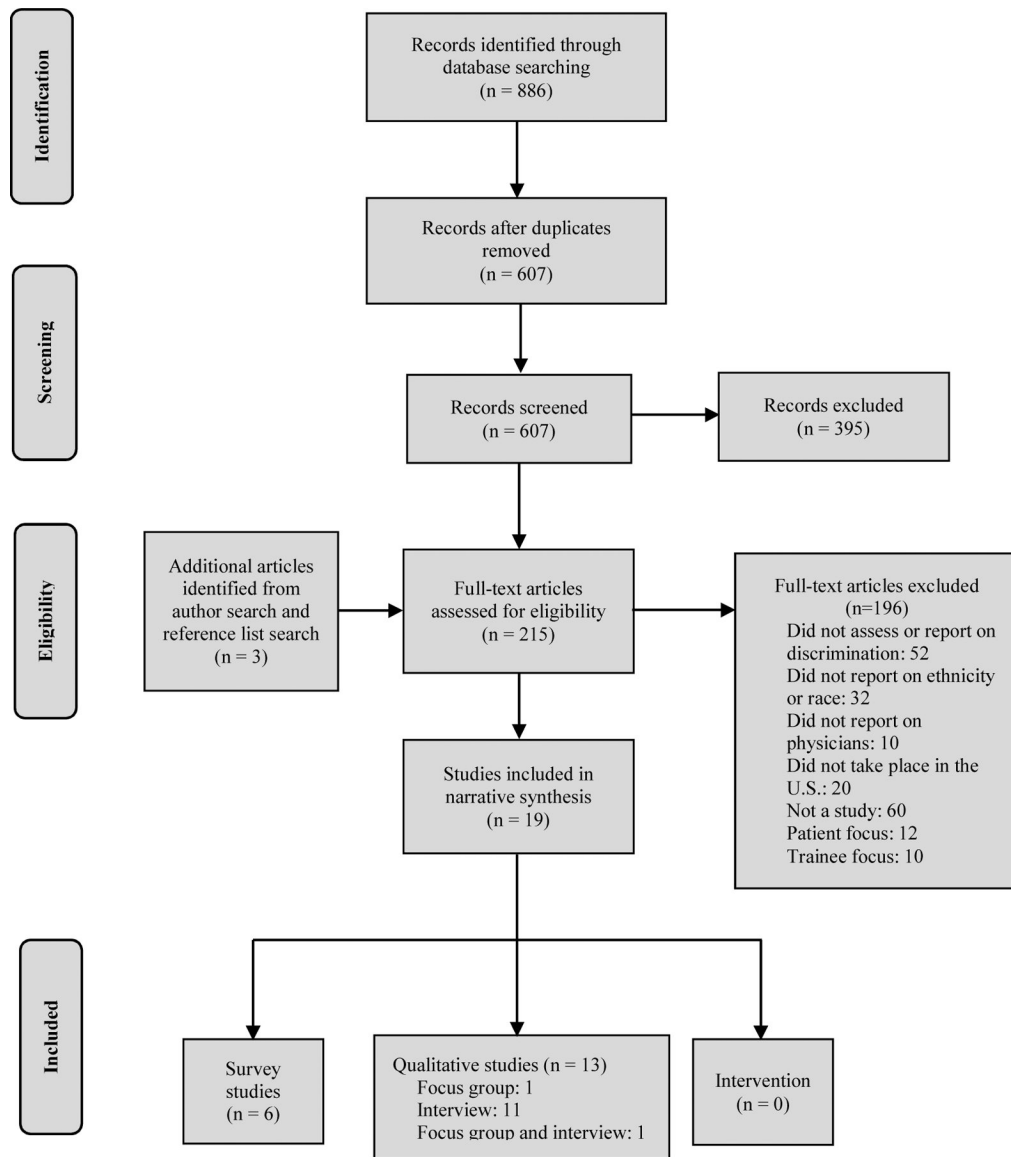 Identification
Records identified through
database searching
(n = 886)
Records after duplicates
removed
(n = 607)
Screening
Records screened
(n = 607)
Records excluded
(n = 395)
Eligibility
Additional articles
identified from
author search and
reference list search
(n = 3)
Full-text articles
assessed for eligibility
(n = 215)
Full-text articles excluded
(n=196)
Did not assess or report on
discrimination: 52
Did not report on ethnicity
or race: 32
Did not report on
physicians: 10
Did not take place in the
U.S.: 20
Not a study: 60
Patient focus: 12
Trainee focus: 10
Studies included in
narrative synthesis
(n = 19)
Included
Survey
studies
(n = 6)
Qualitative studies (n = 13)
Focus group: 1
Interview: 11
Focus group and interview: 1
Intervention
(n = 0)